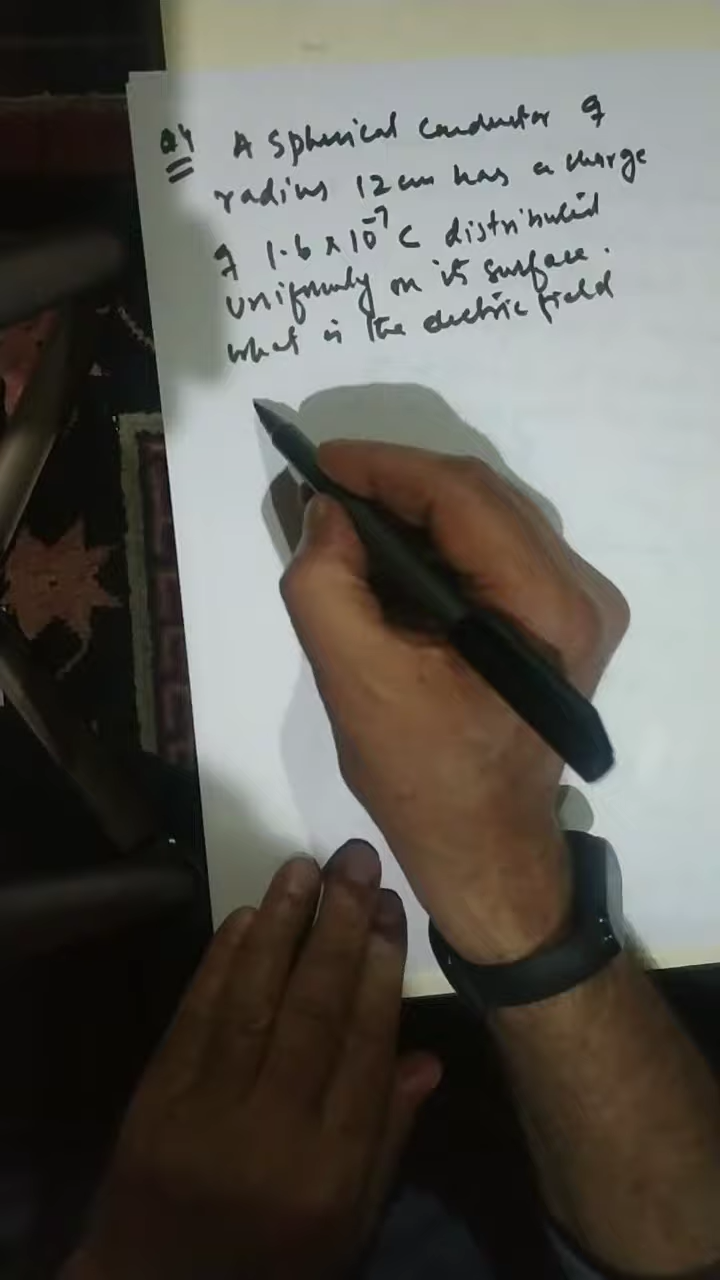 Q4 A spherical conductor of
radius 12 cm has a charge
of 1.6 x 10⁻⁷ C distributed
uniformly on its surface.
what is the electric field